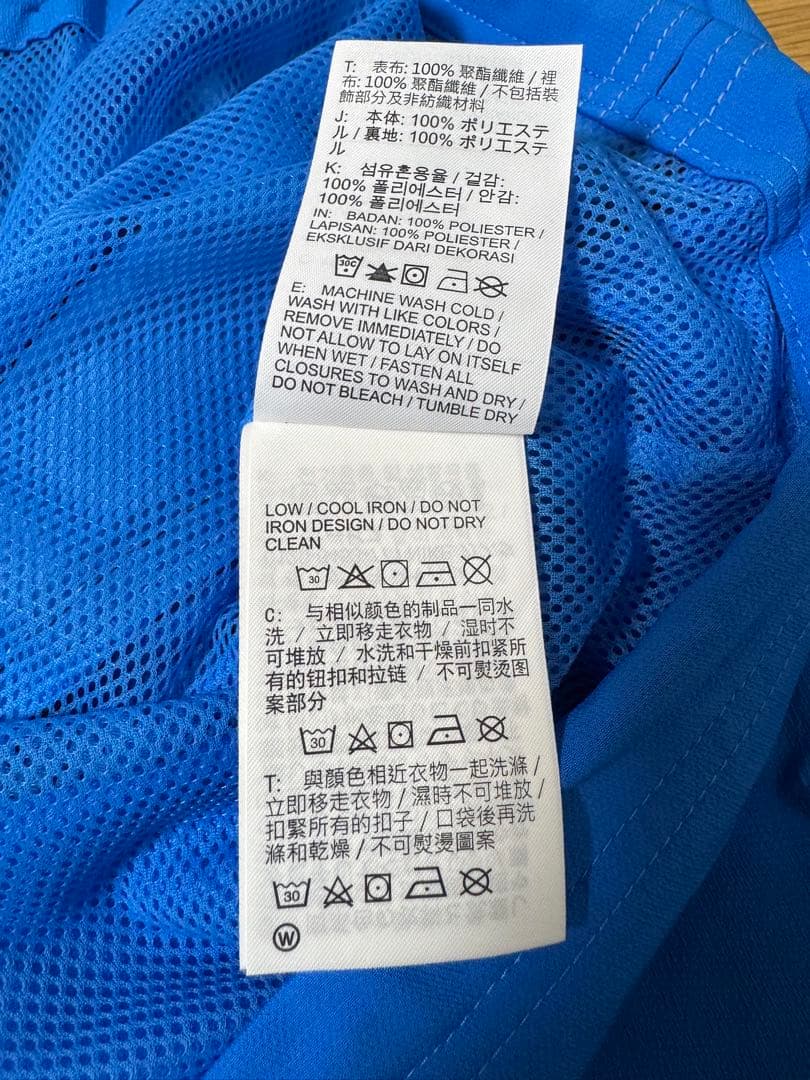 T: 表布: 100% 聚酯纖維 / 裡
布: 100% 聚酯纖維 / 不包括裝
飾部分及非紡織材料
J: 本体: 100% ポリエステ
ル / 裏地: 100% ポリエステ
ル
K: 섬유혼용율 / 겉감:
100% 폴리에스터 / 안감:
100% 폴리에스터
IN: BADAN: 100% POLIESTER /
LAPISAN: 100% POLIESTER /
EKSKLUSIF DARI DEKORASI
30C
E: MACHINE WASH COLD /
WASH WITH LIKE COLORS /
REMOVE IMMEDIATELY / DO
NOT ALLOW TO LAY ON ITSELF
WHEN WET / FASTEN ALL
CLOSURES TO WASH AND DRY /
DO NOT BLEACH / TUMBLE DRY
LOW / COOL IRON / DO NOT
IRON DESIGN / DO NOT DRY
CLEAN
30
C: 与相似颜色的制品一同水
洗 / 立即移走衣物 / 湿时不
可堆放 / 水洗和干燥前扣紧所
有的钮扣和拉链 / 不可熨烫图
案部分
30
T: 與顏色相近衣物一起洗滌 /
立即移走衣物 / 濕時不可堆放 /
扣緊所有的扣子 / 口袋後再洗
滌和乾燥 / 不可熨燙圖案
30
W